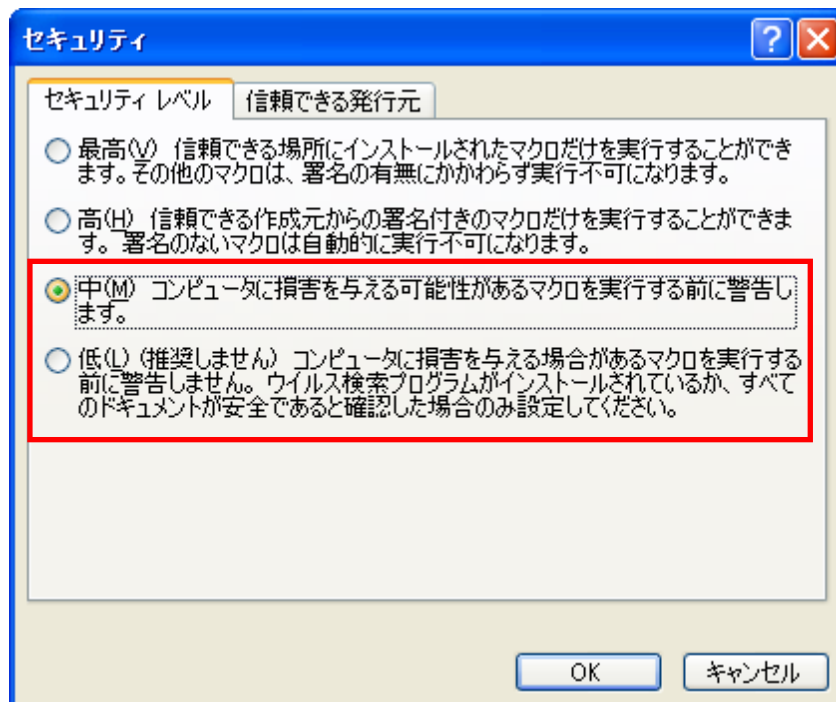 セキュリティ
セキュリティ レベル 信頼できる発行元
最高(V) 信頼できる場所にインストールされたマクロだけを実行することができ
ます。その他のマクロは、署名の有無にかかわらず実行不可になります。
高(H) 信頼できる作成元からの署名付きのマクロだけを実行することができま
す。 署名のないマクロは自動的に実行不可になります。
中(M) コンピュータに損害を与える可能性があるマクロを実行する前に警告し
ます。
低(L) (推奨しません) コンピュータに損害を与える場合があるマクロを実行する
前に警告しません。ウイルス検索プログラムがインストールされているか、すべて
のドキュメントが安全であると確認した場合のみ設定してください。
OK キャンセル